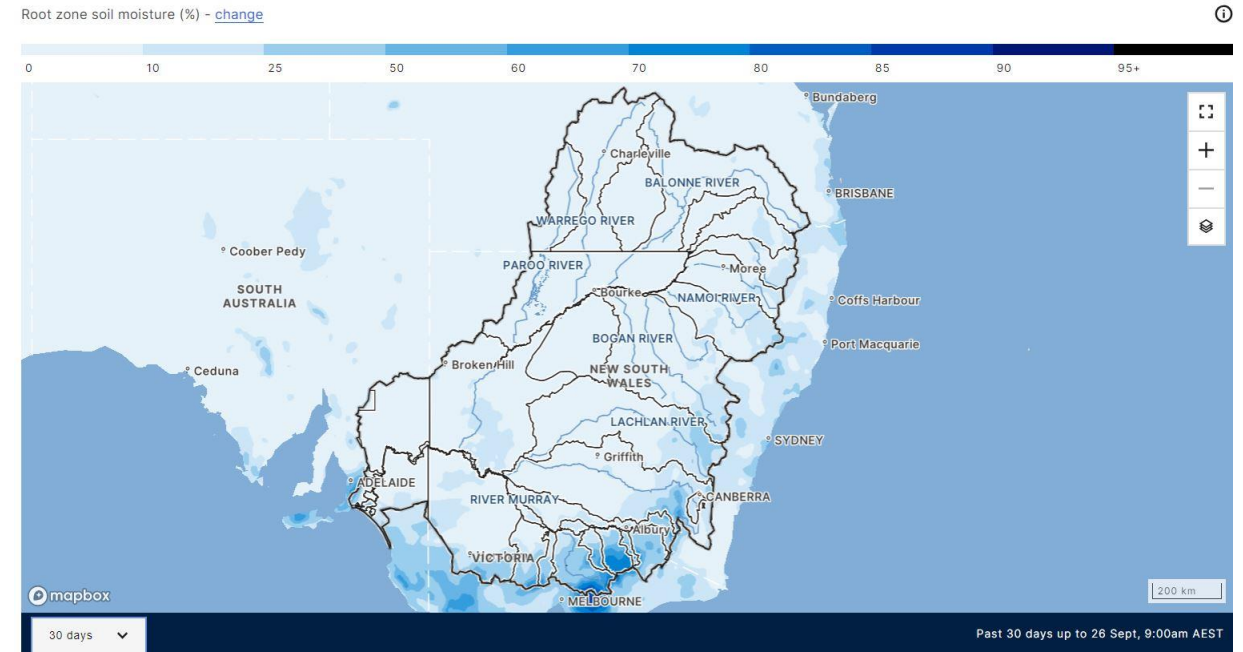 Root zone soil moisture (%) - change
0 10 25 50 60 70 80 85 90 95+
Bundaberg
Charleville
BALONNE RIVER
BRISBANE
WARREGO RIVER
Coober Pedy
PAROO RIVER
Moree
SOUTH
AUSTRALIA
Bourke
NAMOI RIVER
Coffs Harbour
BOGAN RIVER
Port Macquarie
Broken Hill
Ceduna
NEW SOUTH
WALES
LACHLAN RIVER
SYDNEY
Griffith
ADELAIDE
RIVER MURRAY
CANBERRA
Albury
VICTORIA
mapbox
MELBOURNE
200 km
30 days
Past 30 days up to 26 Sept, 9:00am AEST